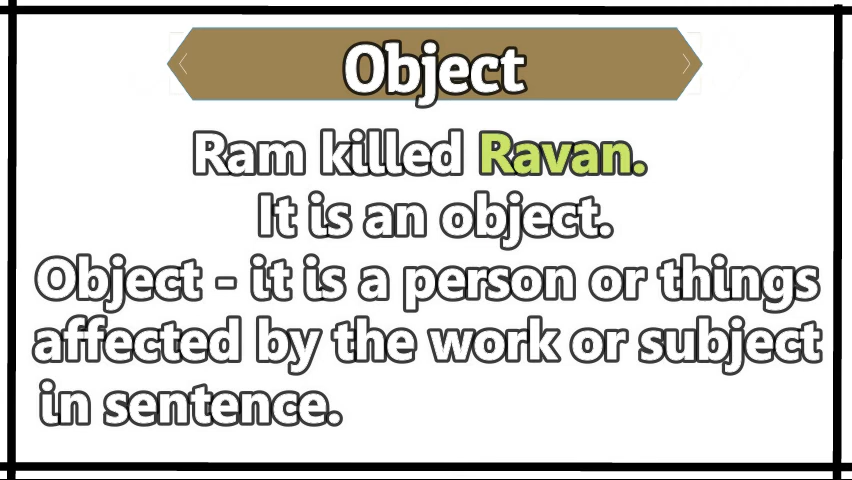 Object
Ram killed Ravan.
It is an object.
Object - it is a person or things
affected by the work or subject
in sentence.